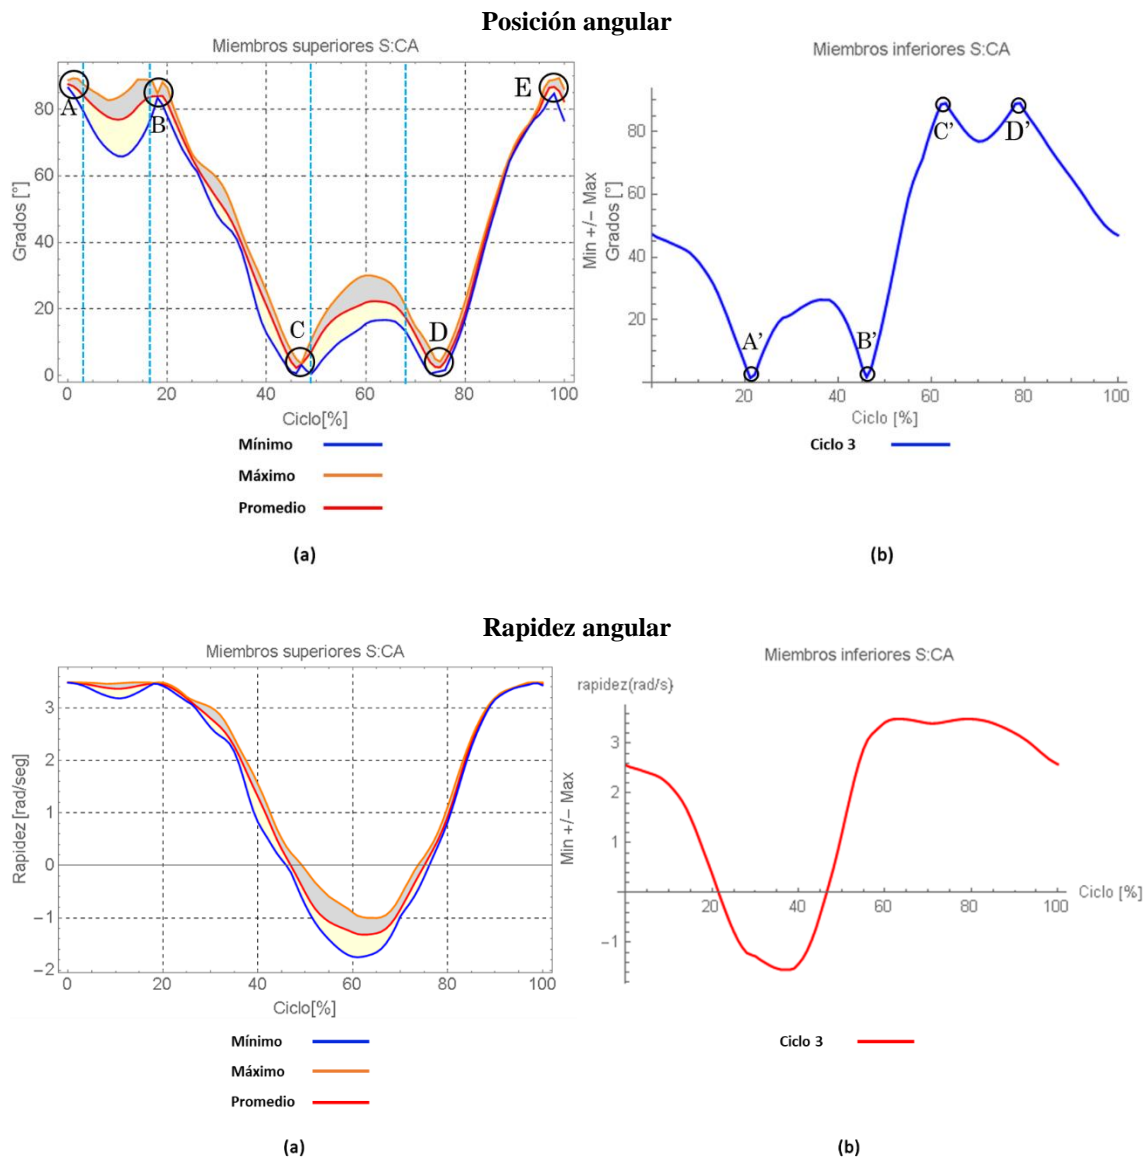 Posición angular
Miembros superiores S:CA
Grados [°]
80
60
40
20
0
A
B
C
D
E
0 20 40 60 80 100
Ciclo[%]
Min +/− Max
Mínimo
Máximo
Promedio
(a)
Miembros inferiores S:CA
Grados [°]
80
60
40
20
A'
B'
C'
D'
20 40 60 80 100
Ciclo [%]
Ciclo 3
(b)
Rapidez angular
Miembros superiores S:CA
Rapidez [rad/seg]
3
2
1
0
−1
−2
0 20 40 60 80 100
Ciclo[%]
Min +/− Max
Mínimo
Máximo
Promedio
(a)
Miembros inferiores S:CA
rapidez(rad/s)
3
2
1
−1
20 40 60 80 100
Ciclo [%]
Ciclo 3
(b)